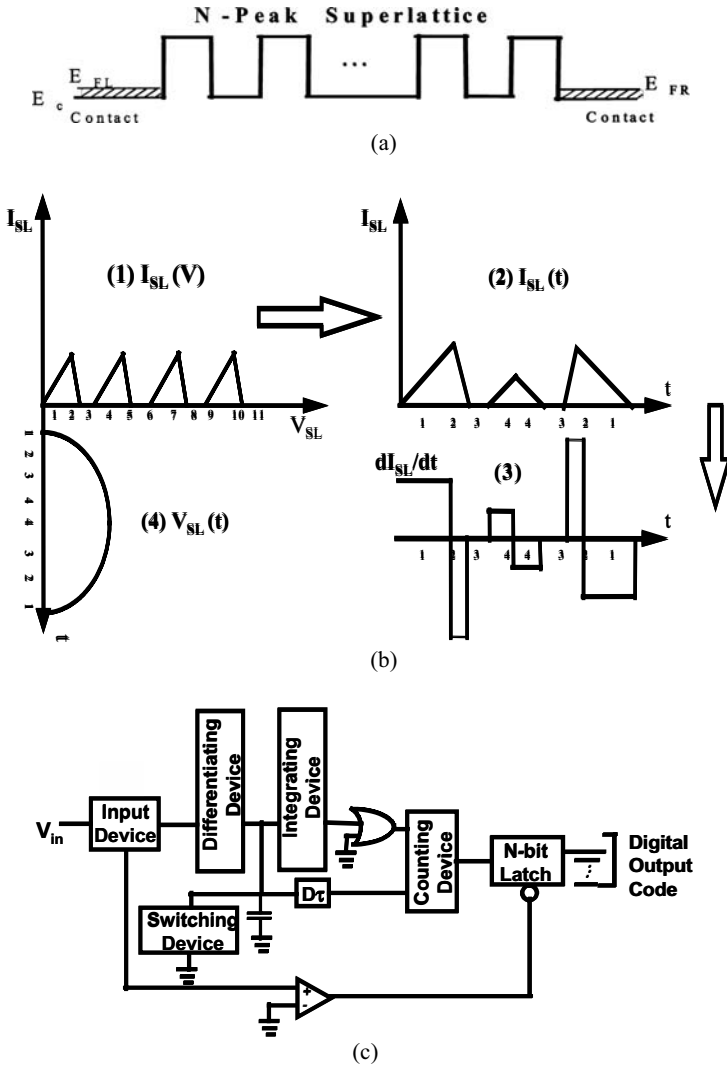 N - Peak Superlattice
...
E FL
E c
E FR
Contact
Contact
(a)
I SL
(1) I SL (V)
1 2 3 4 5 6 7 8 9 10 11
V SL
1 2 3 4 4 3 2 1
(4) V SL (t)
t
I SL
(2) I SL (t)
t
1 2 3 4 4 3 2 1
dI SL /dt
(3)
t
1 2 3 4 4 3 2 1
(b)
V in
Input
Device
Differentiating
Device
Integrating
Device
Counting
Device
N-bit
Latch
Digital
Output
Code
Dτ
Switching
Device
+
-
(c)